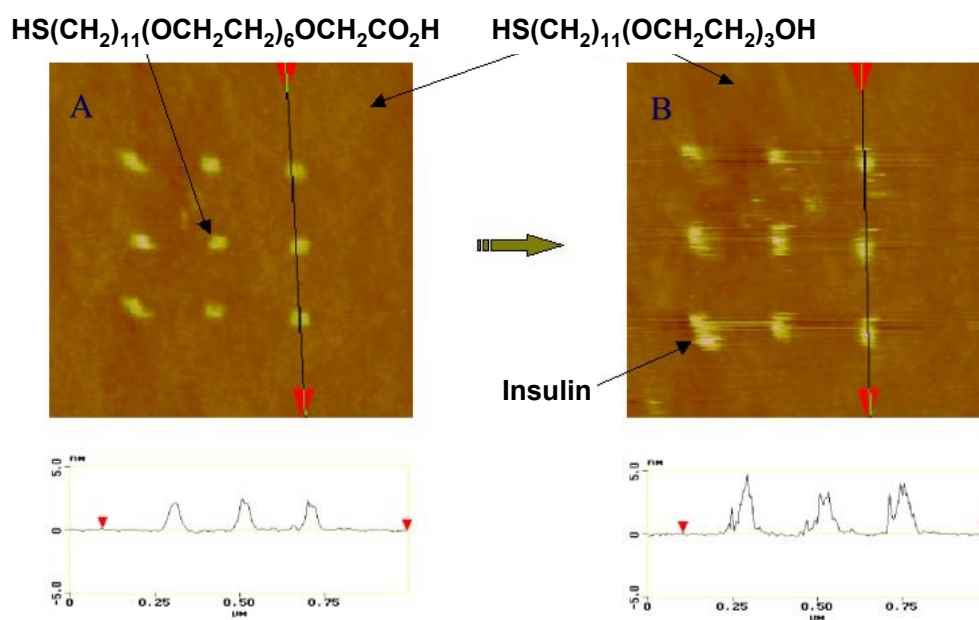 HS(CH₂)₁₁(OCH₂CH₂)₆OCH₂CO₂H
HS(CH₂)₁₁(OCH₂CH₂)₃OH
A
B
Insulin
nm
5.0
0
-5.0
0
0.25
0.50
0.75
μm
nm
5.0
0
-5.0
0
0.25
0.50
0.75
μm